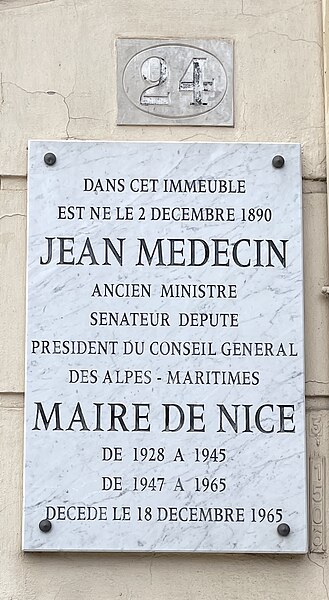 24
DANS CET IMMEUBLE
EST NE LE 2 DECEMBRE 1890
JEAN MEDECIN
ANCIEN MINISTRE
SENATEUR DEPUTE
PRESIDENT DU CONSEIL GENERAL
DES ALPES - MARITIMES
MAIRE DE NICE
DE 1928 A 1945
DE 1947 A 1965
DECEDE LE 18 DECEMBRE 1965